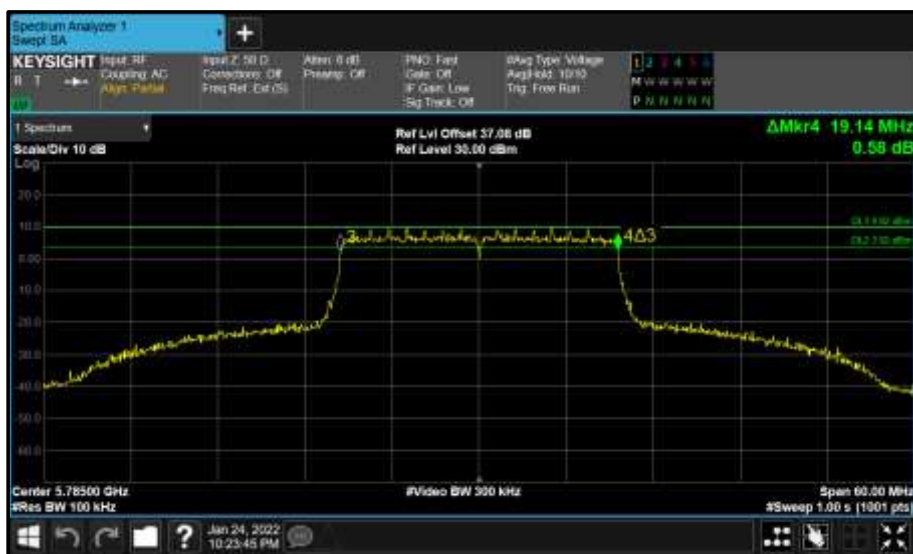 Spectrum Analyzer 1
Swept SA
KEYSIGHT
Input: RF
Coupling: AC
Align: Partial
Input Z: 50 Ω
Corrections: Off
Freq Ref: Ext (S)
Atten: 0 dB
Preamp: Off
PNO: Fast
Gate: Off
IF Gain: Low
Sig Track: Off
#Avg Type: Voltage
Avg|Hold: 10/10
Trig: Free Run
1 2 3 4 5 6
M W W W W W
P N N N N N
R T
1 Spectrum
Scale/Div 10 dB
Log
Ref Lvl Offset 37.08 dB
Ref Level 30.00 dBm
ΔMkr4 19.14 MHz
0.58 dB
20.0
10.0
0.00
-10.0
-20.0
-30.0
-40.0
-50.0
-60.0
3
4Δ3
Center 5.78500 GHz
#Res BW 100 kHz
#Video BW 300 kHz
Span 60.00 MHz
#Sweep 1.00 s (1001 pts)
?
Jan 24, 2022
10:23:45 PM